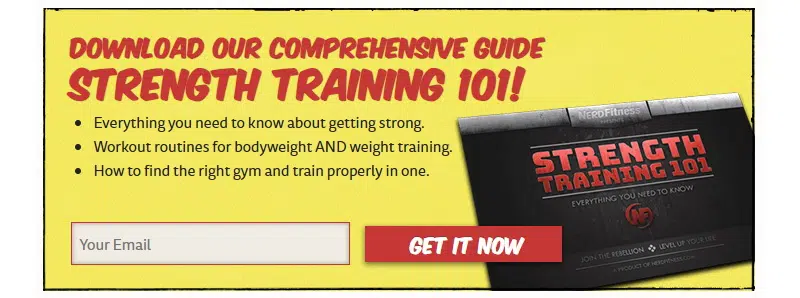 DOWNLOAD OUR COMPREHENSIVE GUIDE
STRENGTH TRAINING 101!
• Everything you need to know about getting strong.
• Workout routines for bodyweight AND weight training.
• How to find the right gym and train properly in one.
Your Email
GET IT NOW
NERDFITNESS
STRENGTH
TRAINING 101
EVERYTHING YOU NEED TO KNOW
NF
JOIN THE REBELLION ❖ LEVEL UP YOUR LIFE
A PRODUCT OF NERDFITNESS.COM